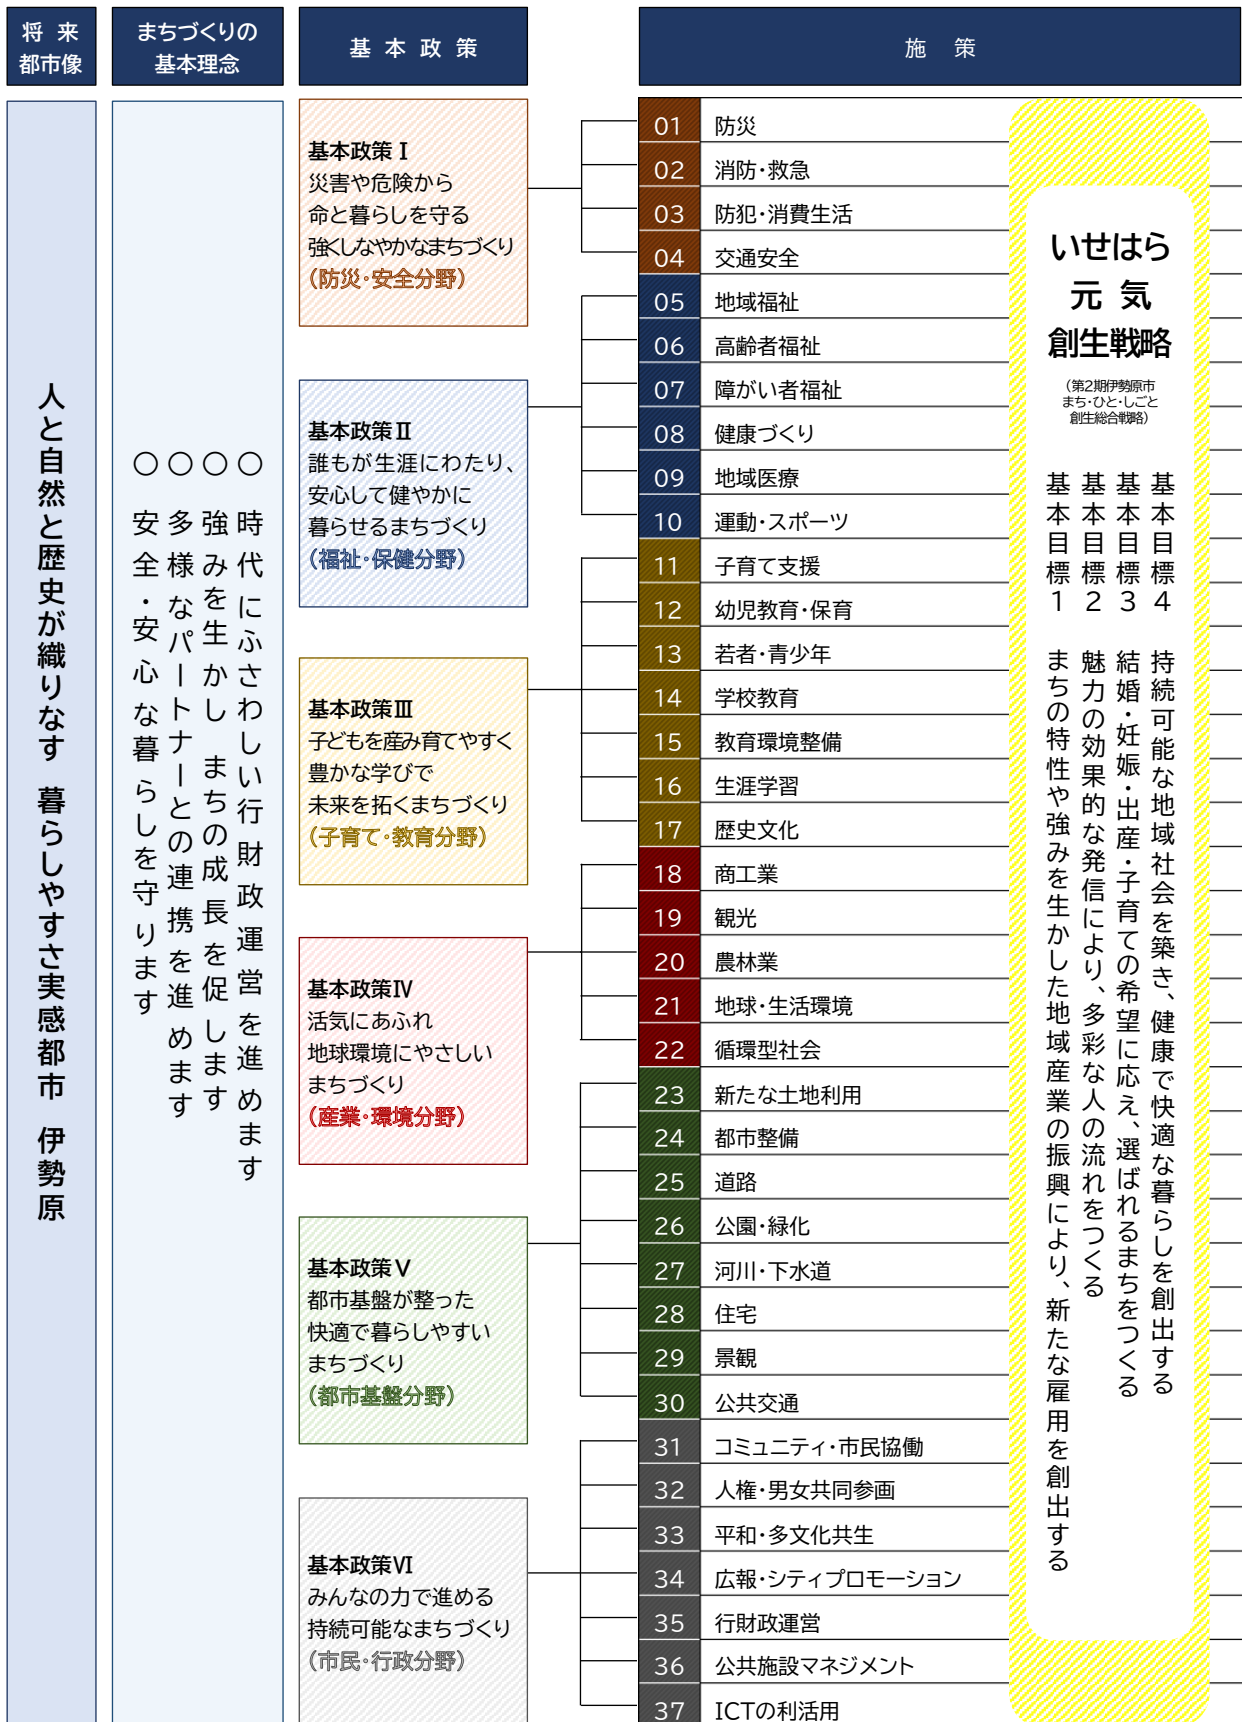 将来
都市像
まちづくりの
基本理念
基本政策
施策
人と自然と歴史が織りなす　暮らしやすさ実感都市　伊勢原
○　時代にふさわしい行財政運営を進めます
○　強みを生かし　まちの成長を促します
○　多様なパートナーとの連携を進めます
○　安全・安心な暮らしを守ります
基本政策Ⅰ
災害や危険から
命と暮らしを守る
強くしなやかなまちづくり
（防災・安全分野）
基本政策Ⅱ
誰もが生涯にわたり、
安心して健やかに
暮らせるまちづくり
（福祉・保健分野）
基本政策Ⅲ
子どもを産み育てやすく
豊かな学びで
未来を拓くまちづくり
（子育て・教育分野）
基本政策Ⅳ
活気にあふれ
地球環境にやさしい
まちづくり
（産業・環境分野）
基本政策Ⅴ
都市基盤が整った
快適で暮らしやすい
まちづくり
（都市基盤分野）
基本政策Ⅵ
みんなの力で進める
持続可能なまちづくり
（市民・行政分野）
01　防災
02　消防・救急
03　防犯・消費生活
04　交通安全
05　地域福祉
06　高齢者福祉
07　障がい者福祉
08　健康づくり
09　地域医療
10　運動・スポーツ
11　子育て支援
12　幼児教育・保育
13　若者・青少年
14　学校教育
15　教育環境整備
16　生涯学習
17　歴史文化
18　商工業
19　観光
20　農林業
21　地球・生活環境
22　循環型社会
23　新たな土地利用
24　都市整備
25　道路
26　公園・緑化
27　河川・下水道
28　住宅
29　景観
30　公共交通
31　コミュニティ・市民協働
32　人権・男女共同参画
33　平和・多文化共生
34　広報・シティプロモーション
35　行財政運営
36　公共施設マネジメント
37　ICTの利活用
いせはら
元気
創生戦略
（第2期伊勢原市
まち・ひと・しごと
創生総合戦略）
基本目標４　持続可能な地域社会を築き、健康で快適な暮らしを創出する
基本目標３　結婚・妊娠・出産・子育ての希望に応え、選ばれるまちをつくる
基本目標２　魅力の効果的な発信により、多彩な人の流れをつくる
基本目標１　まちの特性や強みを生かした地域産業の振興により、新たな雇用を創出する